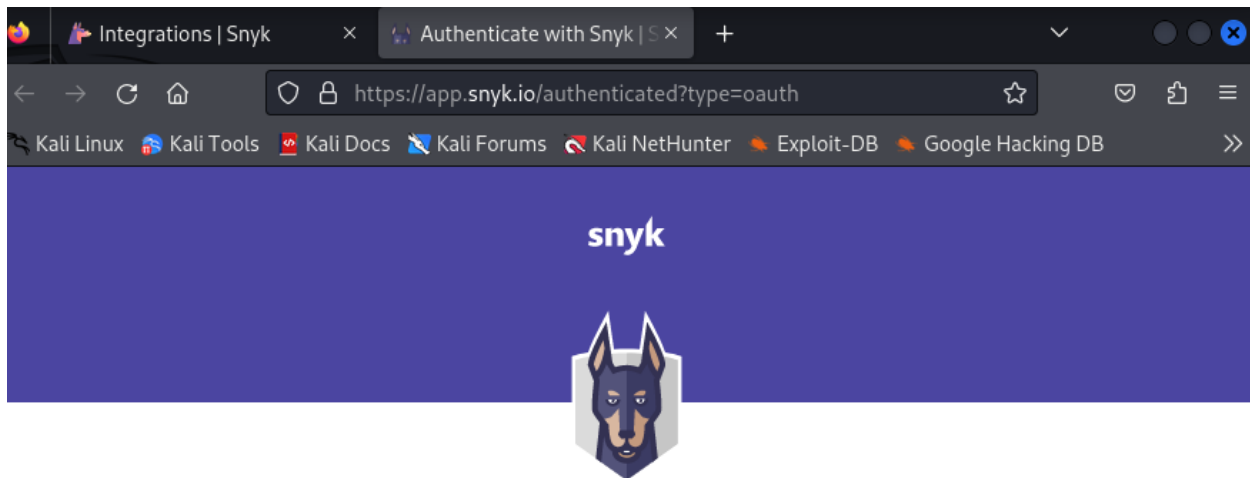 Integrations | Snyk
Authenticate with Snyk | S
https://app.snyk.io/authenticated?type=oauth
Kali Linux Kali Tools Kali Docs Kali Forums Kali NetHunter Exploit-DB Google Hacking DB
snyk